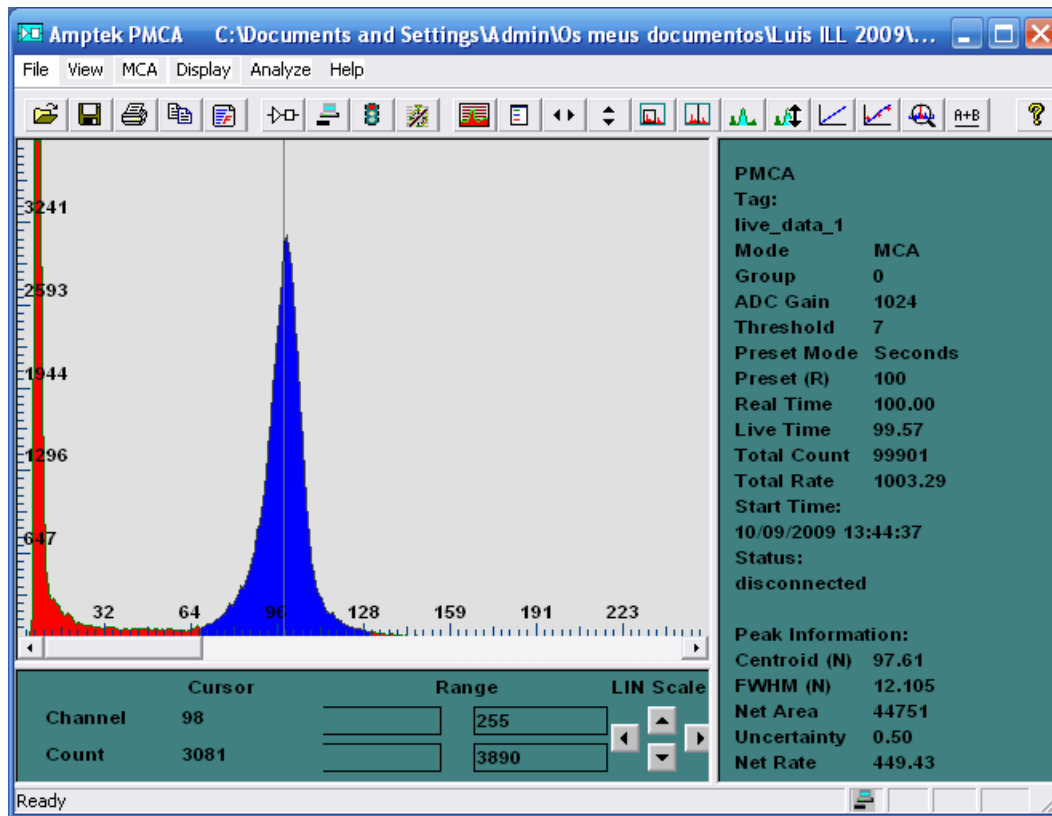 Amptek PMCA C:\Documents and Settings\Admin\Os meus documentos\Luis ILL 2009\...
File View MCA Display Analyze Help
A+B
?
3241
2593
1944
1296
647
32 64 96 128 159 191 223
PMCA
Tag:
live_data_1
Mode MCA
Group 0
ADC Gain 1024
Threshold 7
Preset Mode Seconds
Preset (R) 100
Real Time 100.00
Live Time 99.57
Total Count 99901
Total Rate 1003.29
Start Time:
10/09/2009 13:44:37
Status:
disconnected
Peak Information:
Centroid (N) 97.61
FWHM (N) 12.105
Net Area 44751
Uncertainty 0.50
Net Rate 449.43
Cursor Range LIN Scale
Channel 98 255
Count 3081 3890
Ready